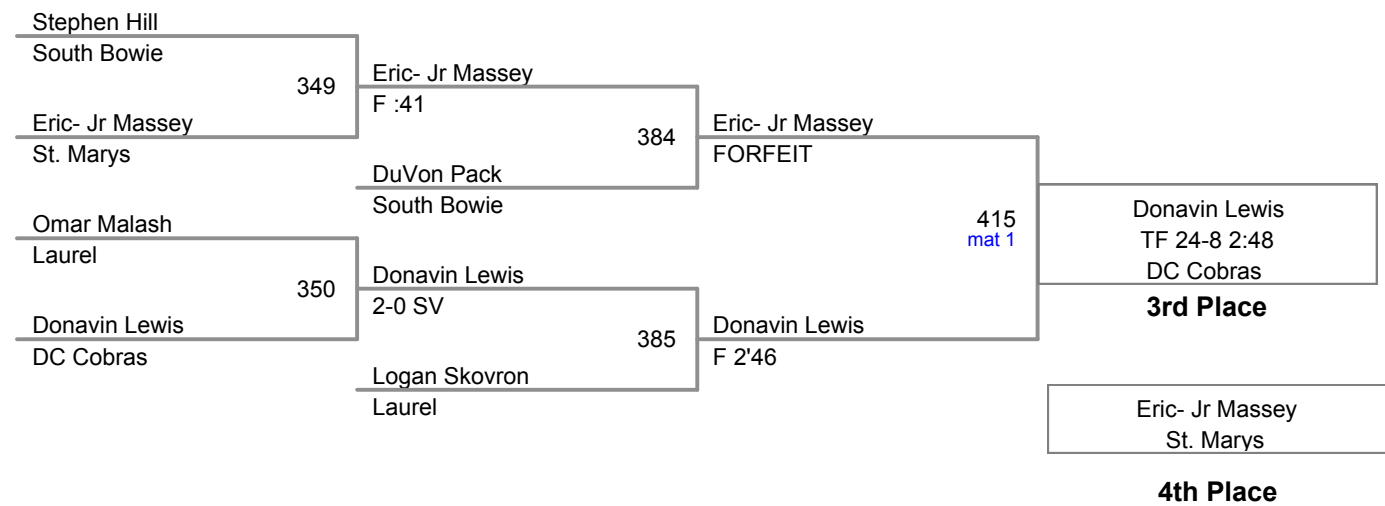 Stephen Hill
South Bowie
349
Eric- Jr Massey
St. Marys
Eric- Jr Massey
F :41
384
DuVon Pack
South Bowie
Omar Malash
Laurel
350
Donavin Lewis
DC Cobras
Donavin Lewis
2-0 SV
385
Logan Skovron
Laurel
Eric- Jr Massey
FORFEIT
415
mat 1
Donavin Lewis
F 2'46
Donavin Lewis
TF 24-8 2:48
DC Cobras
3rd Place
Eric- Jr Massey
St. Marys
4th Place